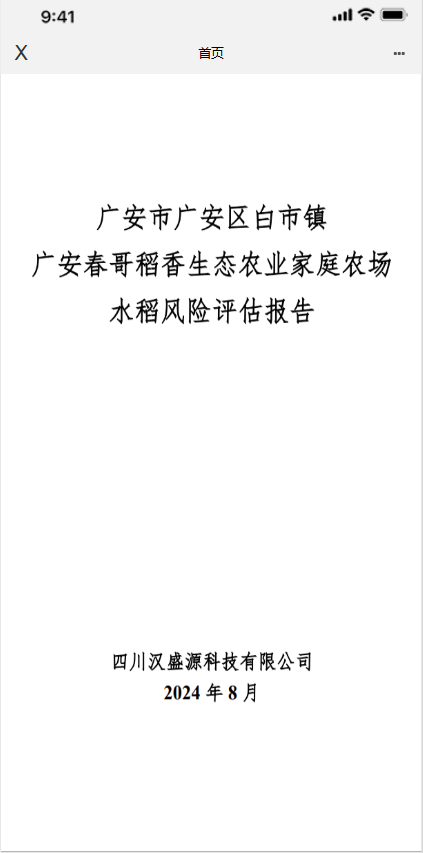 9:41
X
首页
广安市广安区白市镇
广安春哥稻香生态农业家庭农场
水稻风险评估报告
四川汉盛源科技有限公司
2024 年 8 月